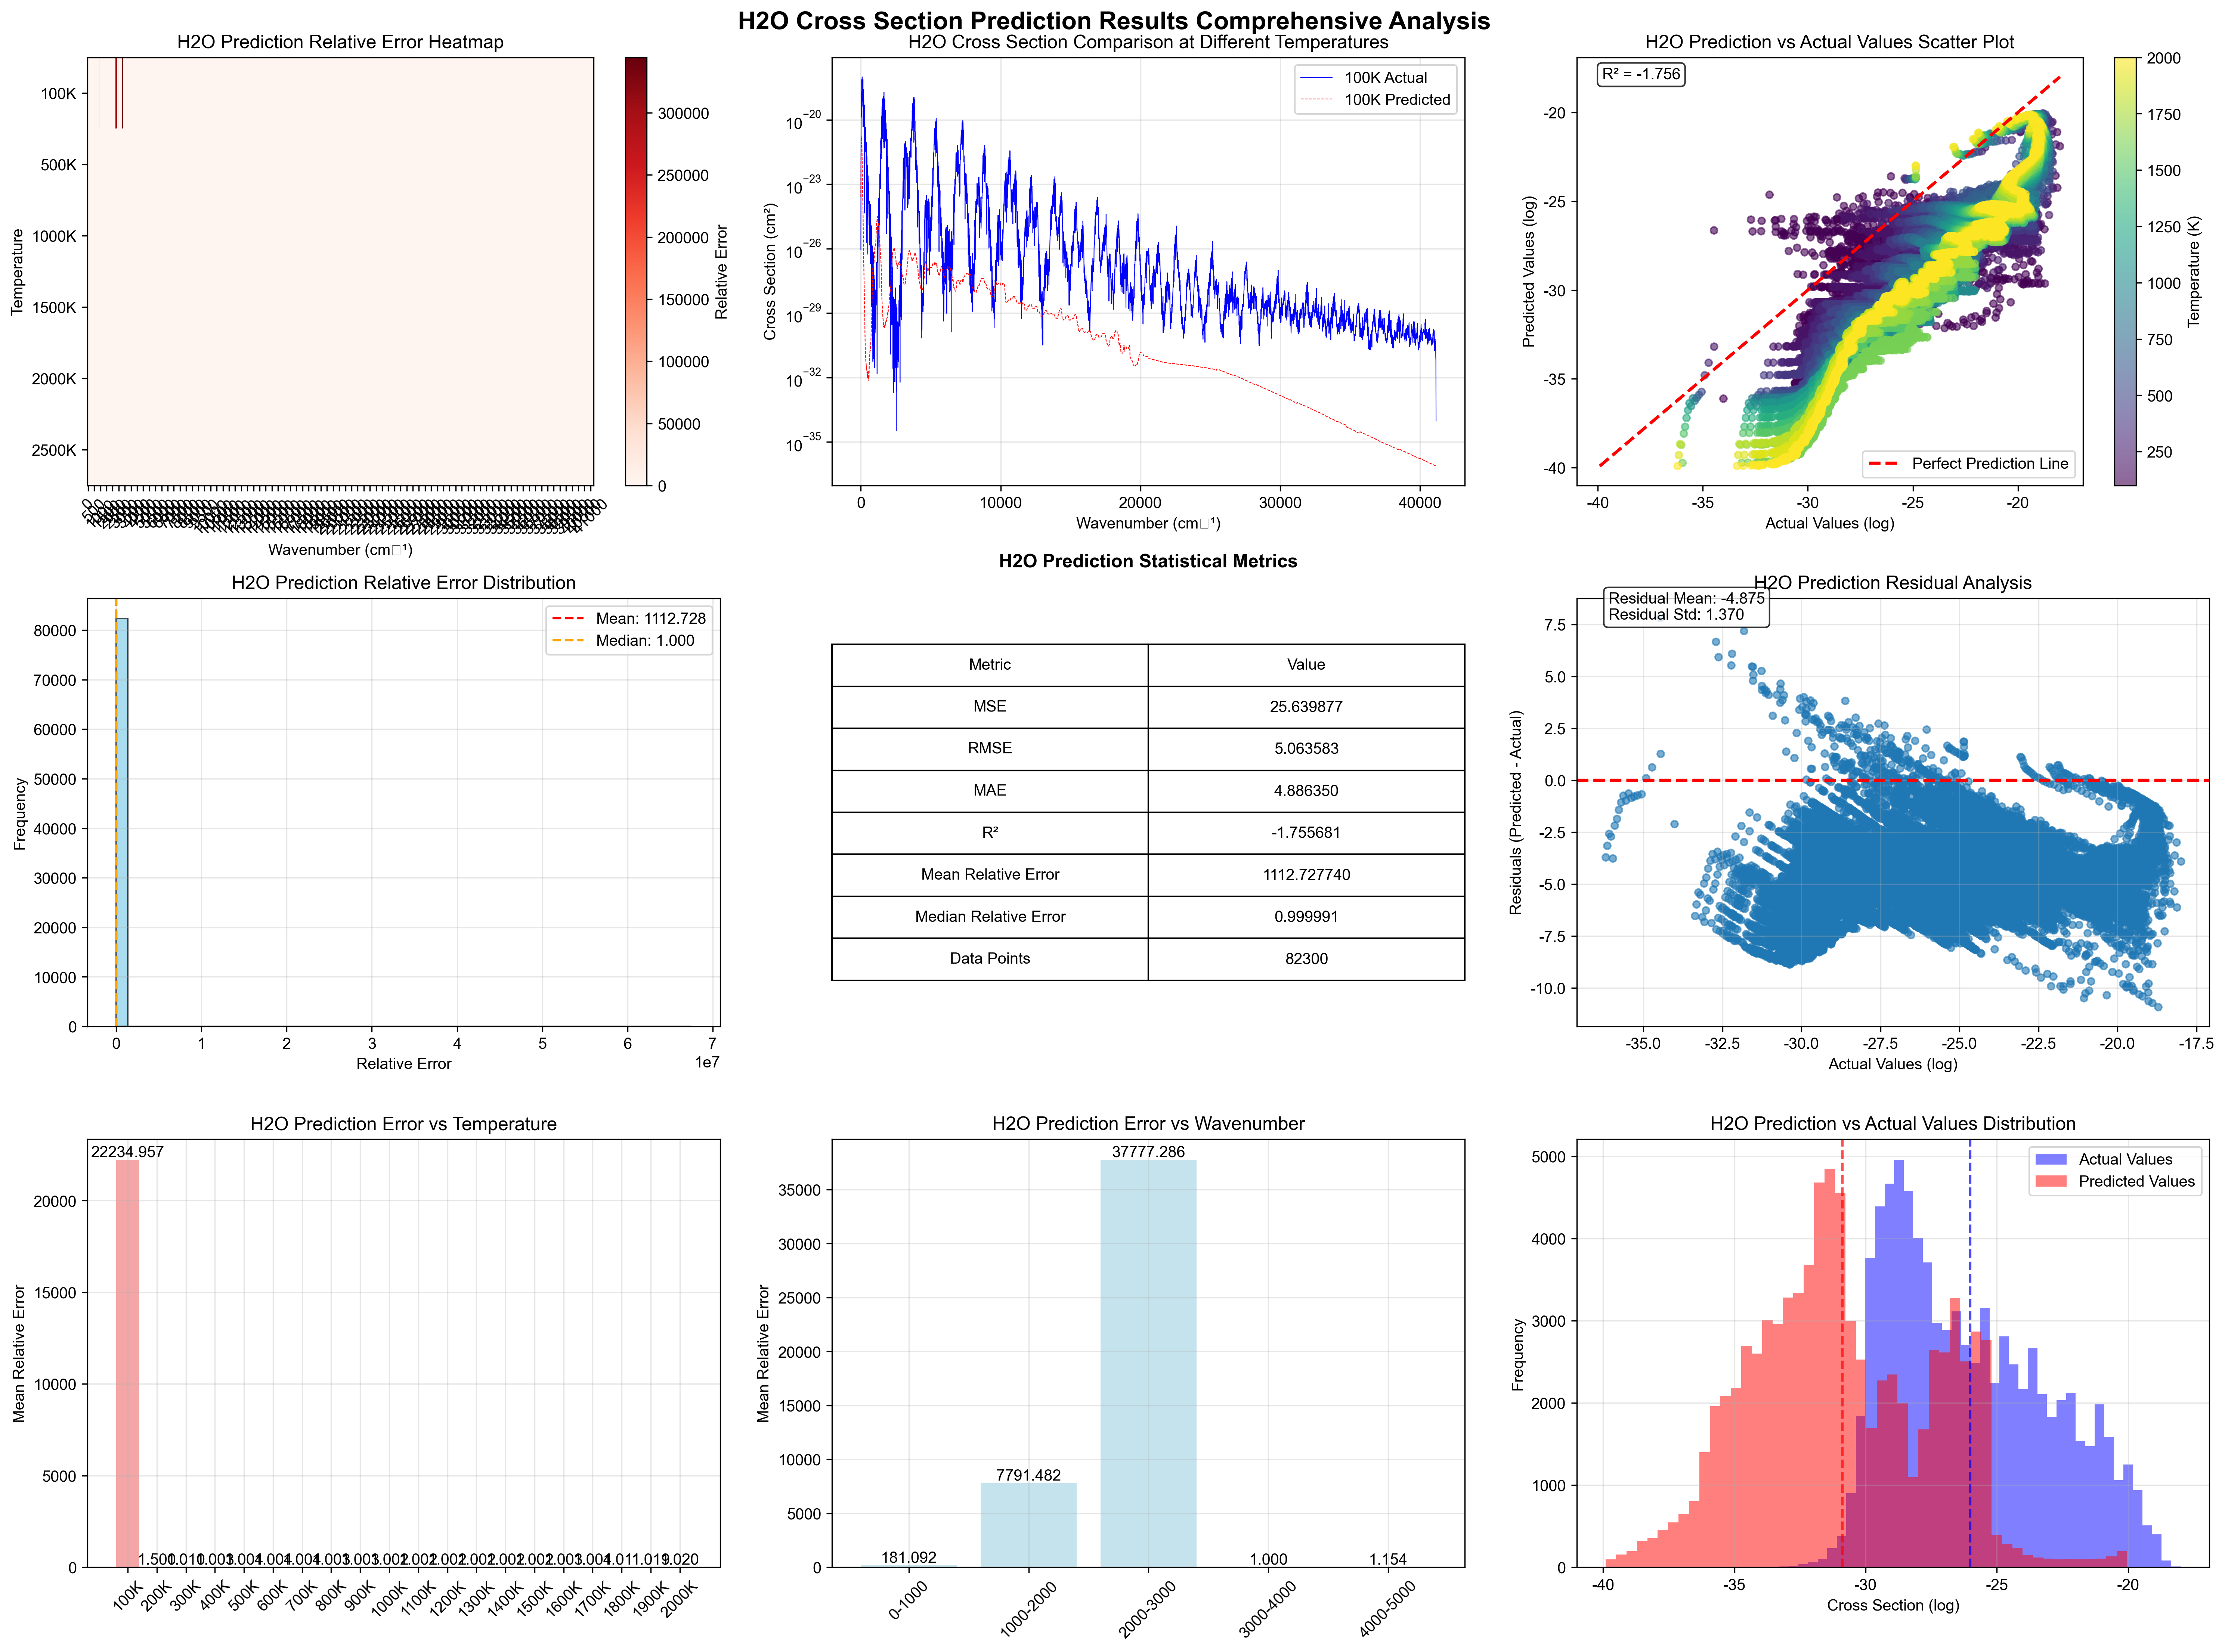 H2O Cross Section Prediction Results Comprehensive Analysis
H2O Prediction Relative Error Heatmap
100K
500K
1000K
1500K
2000K
2500K
Temperature
Wavenumber (cm□¹)
300000
250000
200000
150000
100000
50000
0
Relative Error
H2O Cross Section Comparison at Different Temperatures
100K Actual
100K Predicted
10⁻²⁰
10⁻²³
10⁻²⁶
10⁻²⁹
10⁻³²
10⁻³⁵
Cross Section (cm²)
0 10000 20000 30000 40000
Wavenumber (cm□¹)
H2O Prediction vs Actual Values Scatter Plot
R² = -1.756
-20
-25
-30
-35
-40
Predicted Values (log)
Perfect Prediction Line
-40 -35 -30 -25 -20
Actual Values (log)
2000
1750
1500
1250
1000
750
500
250
Temperature (K)
H2O Prediction Relative Error Distribution
Mean: 1112.728
Median: 1.000
80000
70000
60000
50000
40000
30000
20000
10000
0
Frequency
0 1 2 3 4 5 6 7
1e7
Relative Error
H2O Prediction Statistical Metrics
Metric Value
MSE 25.639877
RMSE 5.063583
MAE 4.886350
R² -1.755681
Mean Relative Error 1112.727740
Median Relative Error 0.999991
Data Points 82300
H2O Prediction Residual Analysis
Residual Mean: -4.875
Residual Std: 1.370
7.5
5.0
2.5
0.0
-2.5
-5.0
-7.5
-10.0
Residuals (Predicted - Actual)
-35.0 -32.5 -30.0 -27.5 -25.0 -22.5 -20.0 -17.5
Actual Values (log)
H2O Prediction Error vs Temperature
22234.957
20000
15000
10000
5000
0
Mean Relative Error
100K 200K 300K 400K 500K 600K 700K 800K 900K 1000K 1100K 1200K 1300K 1400K 1500K 1600K 1700K 1800K 1900K 2000K
H2O Prediction Error vs Wavenumber
35000
30000
25000
20000
15000
10000
5000
0
Mean Relative Error
181.092 7791.482 37777.286 1.000 1.154
0-1000 1000-2000 2000-3000 3000-4000 4000-5000
H2O Prediction vs Actual Values Distribution
Actual Values
Predicted Values
5000
4000
3000
2000
1000
0
Frequency
-40 -35 -30 -25 -20
Cross Section (log)